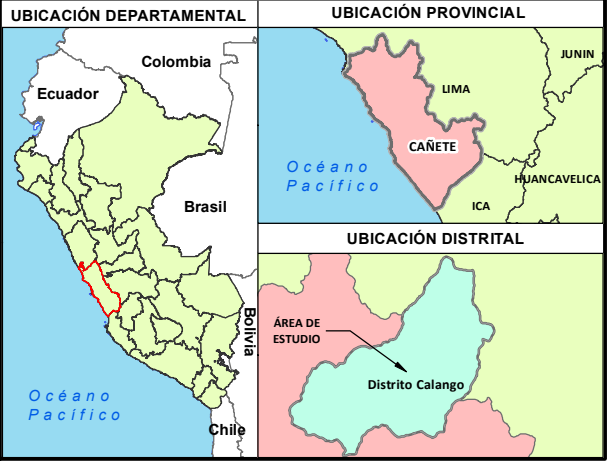 UBICACIÓN DEPARTAMENTAL
Colombia
Ecuador
Brasil
Bolivia
Océano
Pacífico
Chile
UBICACIÓN PROVINCIAL
JUNIN
LIMA
CAÑETE
Océano
Pacífico
HUANCAVELICA
ICA
UBICACIÓN DISTRITAL
ÁREA DE
ESTUDIO
Distrito Calango